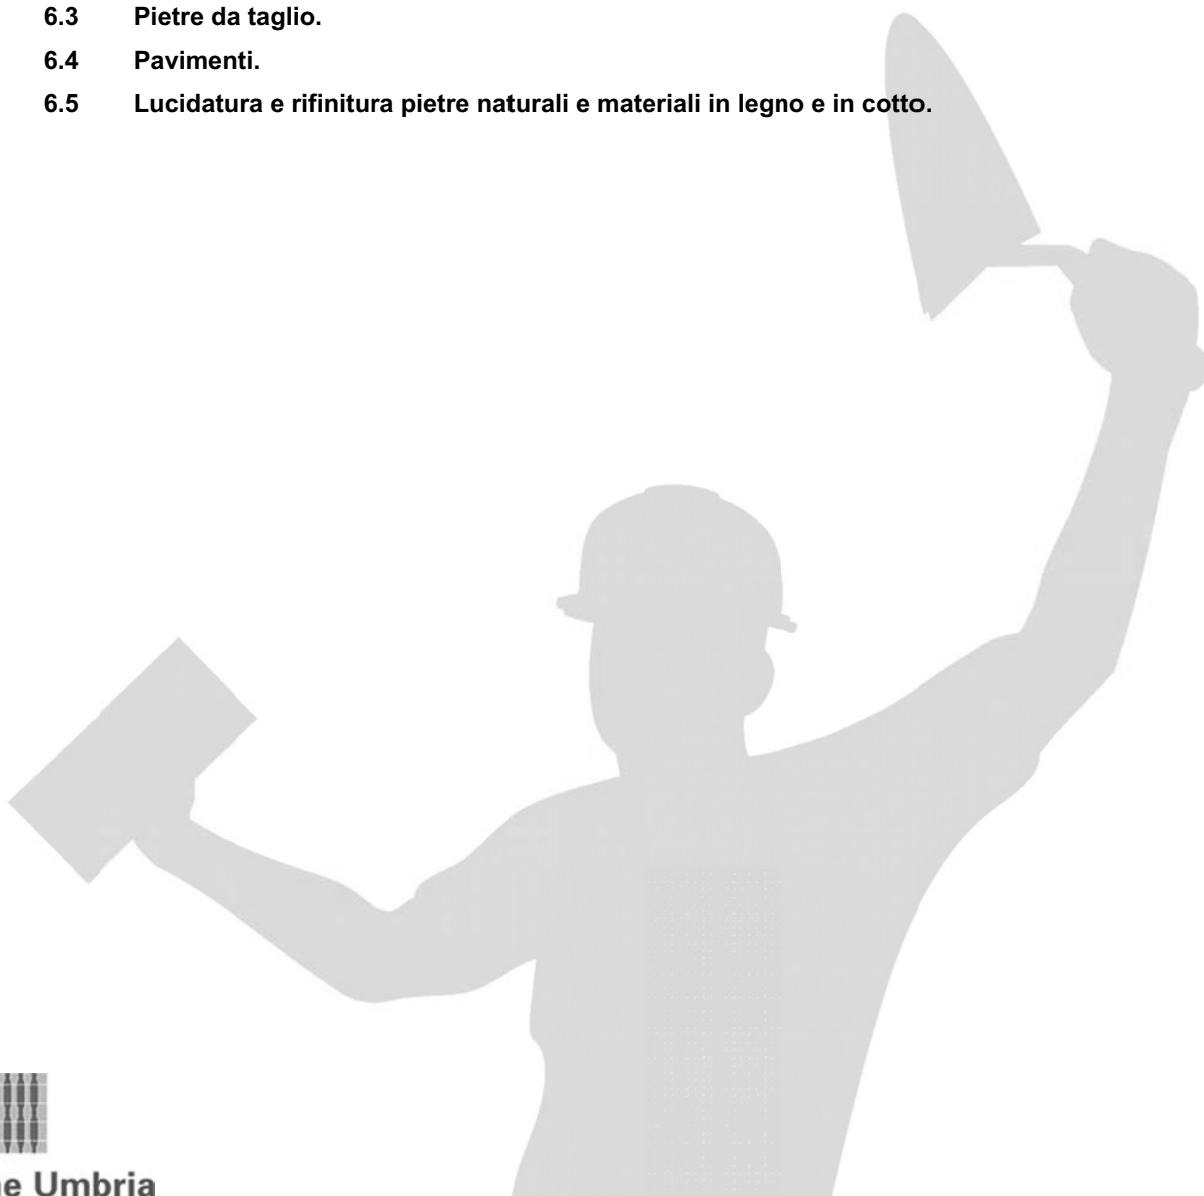 6.3 Pietre da taglio.
6.4 Pavimenti.
6.5 Lucidatura e rifinitura pietre naturali e materiali in legno e in cotto.
ne Umbria